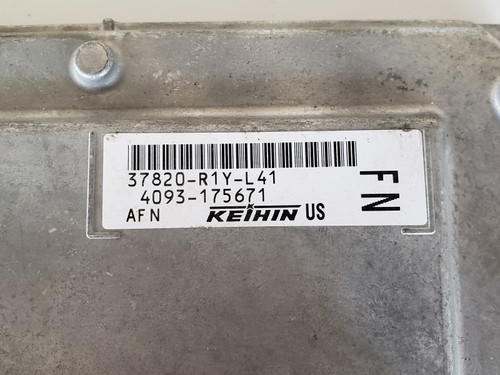 37820-R1Y-L41
4093-175671
AFN KEIHIN US
FN